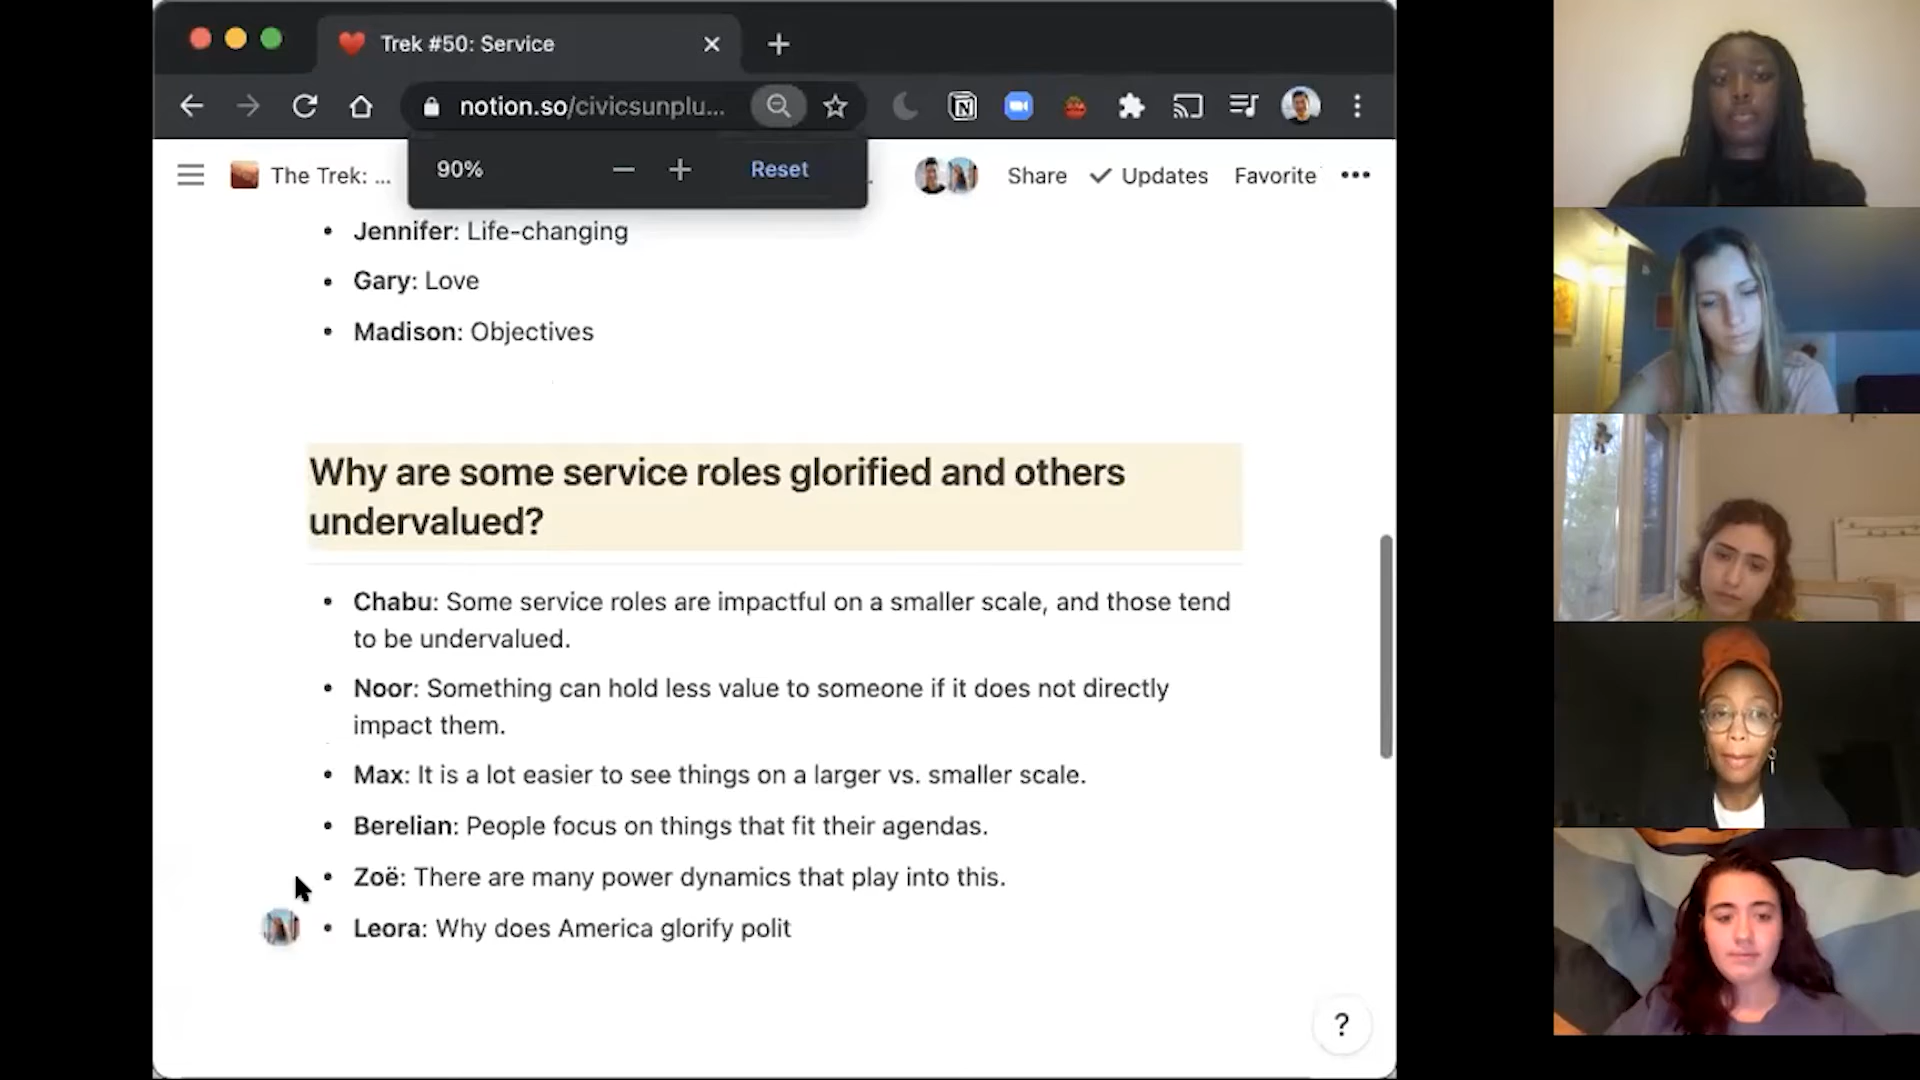 Trek #50: Service
notion.so/civicsunplu...
90%
Reset
The Trek: ...
Share
Updates
Favorite
Jennifer: Life-changing
Gary: Love
Madison: Objectives
Why are some service roles glorified and others
undervalued?
Chabu: Some service roles are impactful on a smaller scale, and those tend
to be undervalued.
Noor: Something can hold less value to someone if it does not directly
impact them.
Max: It is a lot easier to see things on a larger vs. smaller scale.
Berelian: People focus on things that fit their agendas.
Zoë: There are many power dynamics that play into this.
Leora: Why does America glorify polit
?